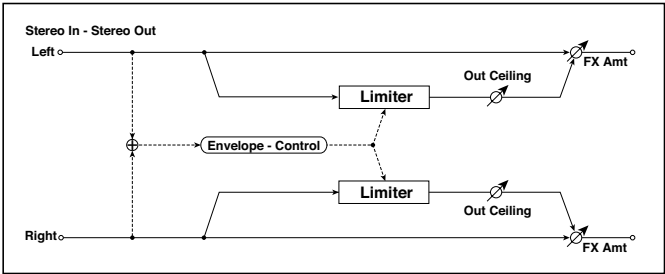 Stereo In - Stereo Out
Left
FX Amt
Out Ceiling
Limiter
Envelope - Control
Limiter
Out Ceiling
Right
FX Amt